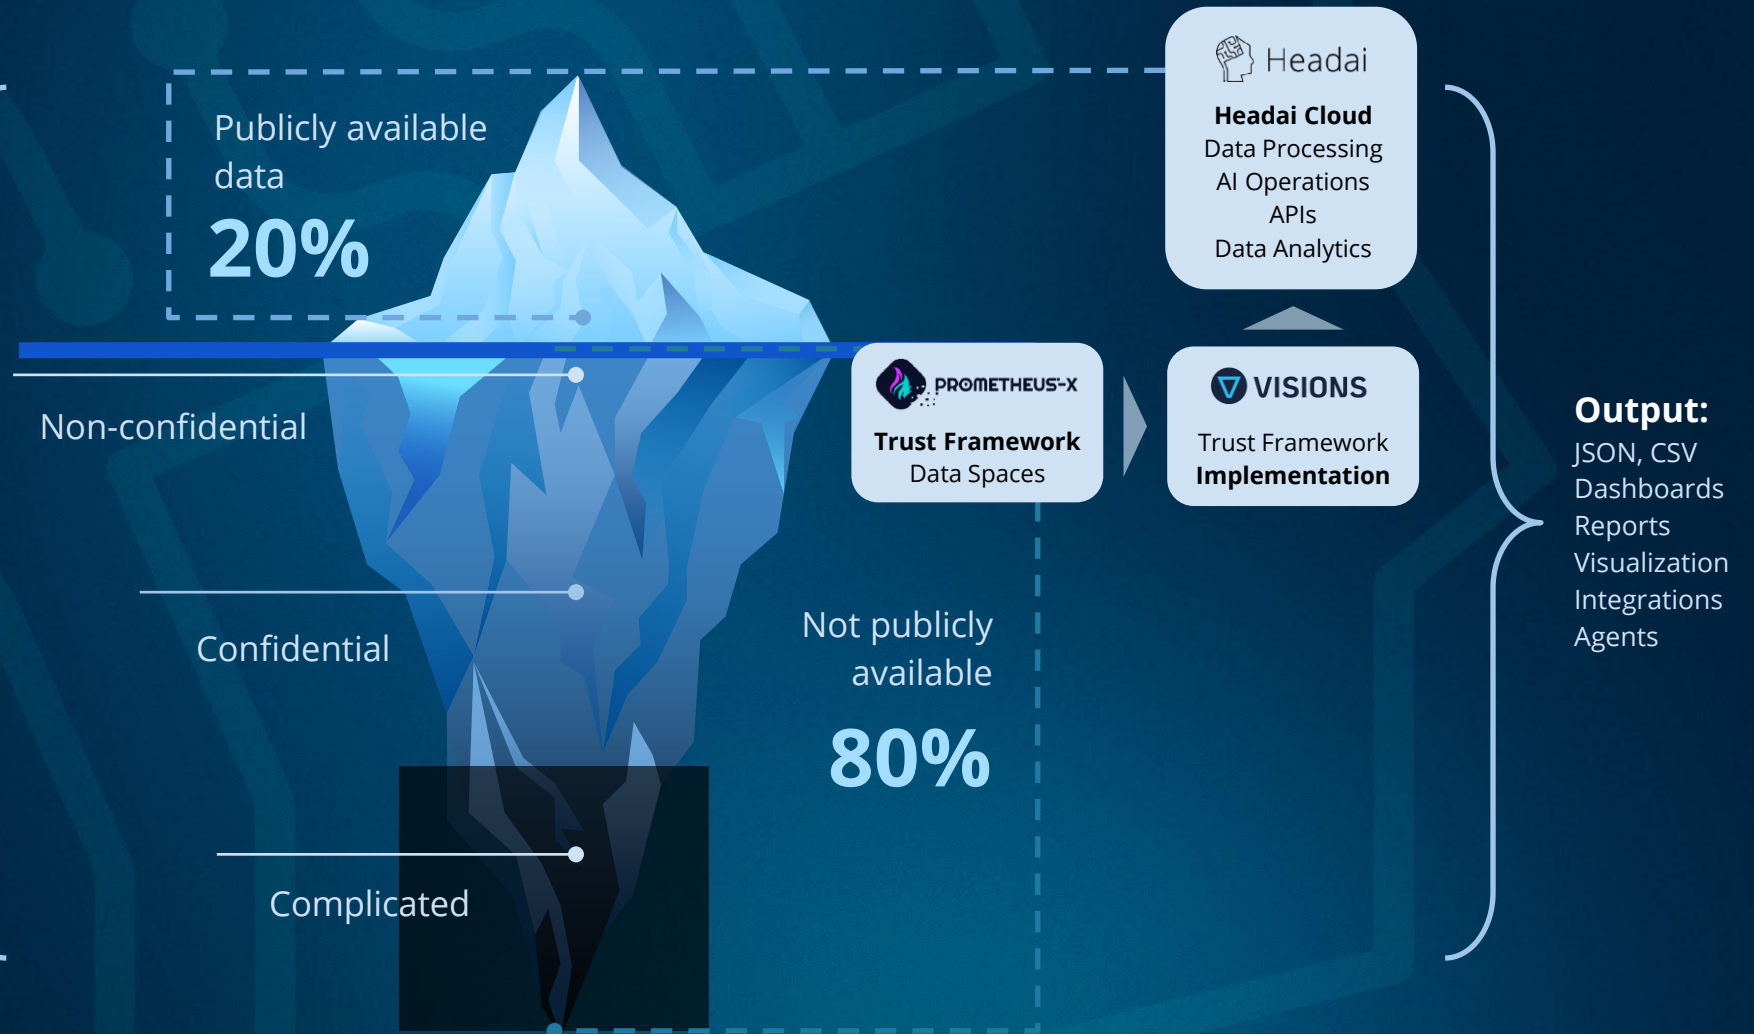 Publicly available
data
20%
Non-confidential
Confidential
Complicated
Not publicly
available
80%
PROMETHEUS-X
Trust Framework
Data Spaces
VISIONS
Trust Framework
Implementation
Headai
Headai Cloud
Data Processing
AI Operations
APIs
Data Analytics
Output:
JSON, CSV
Dashboards
Reports
Visualization
Integrations
Agents